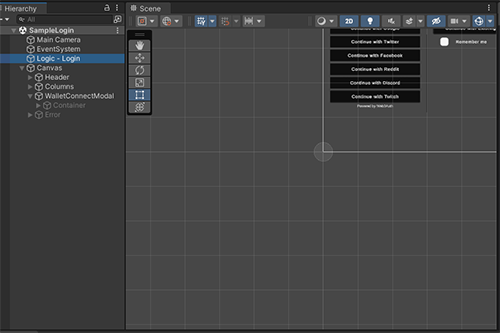 Hierarchy
All
SampleLogin
Main Camera
EventSystem
Logic - Login
Canvas
Header
Columns
WalletConnectModal
Container
Error
Scene
2D
Continue with Twitter
Continue with Facebook
Continue with Reddit
Continue with Discord
Continue with Twitch
Powered by Web3Auth
Remember me